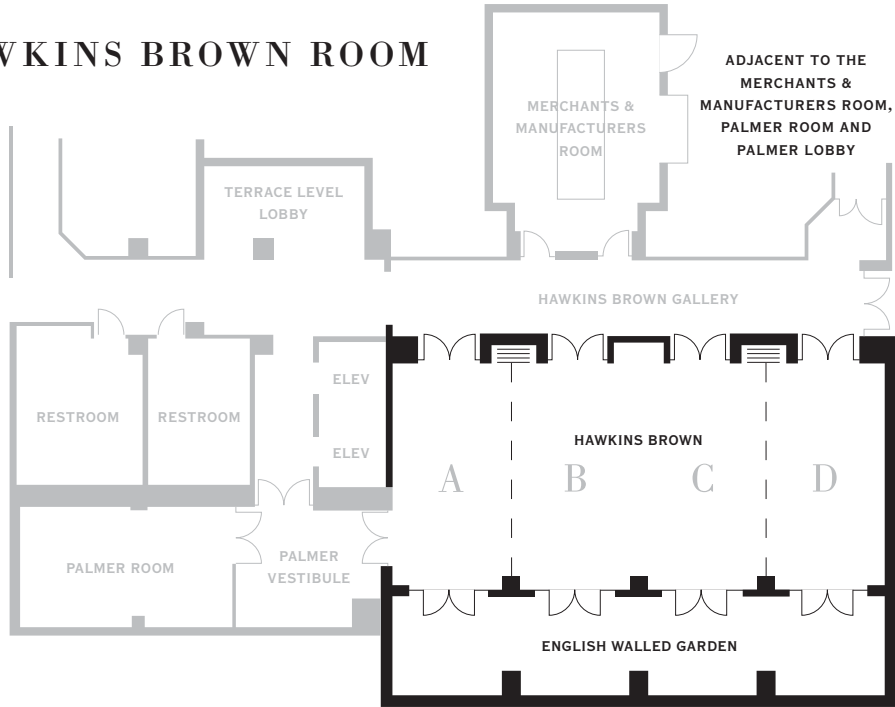 WKINS BROWN ROOM
ADJACENT TO THE
MERCHANTS &
MANUFACTURERS ROOM,
PALMER ROOM AND
PALMER LOBBY
MERCHANTS &
MANUFACTURERS
ROOM
TERRACE LEVEL
LOBBY
HAWKINS BROWN GALLERY
ELEV
RESTROOM
RESTROOM
ELEV
HAWKINS BROWN
A
B
C
D
PALMER ROOM
PALMER
VESTIBULE
ENGLISH WALLED GARDEN